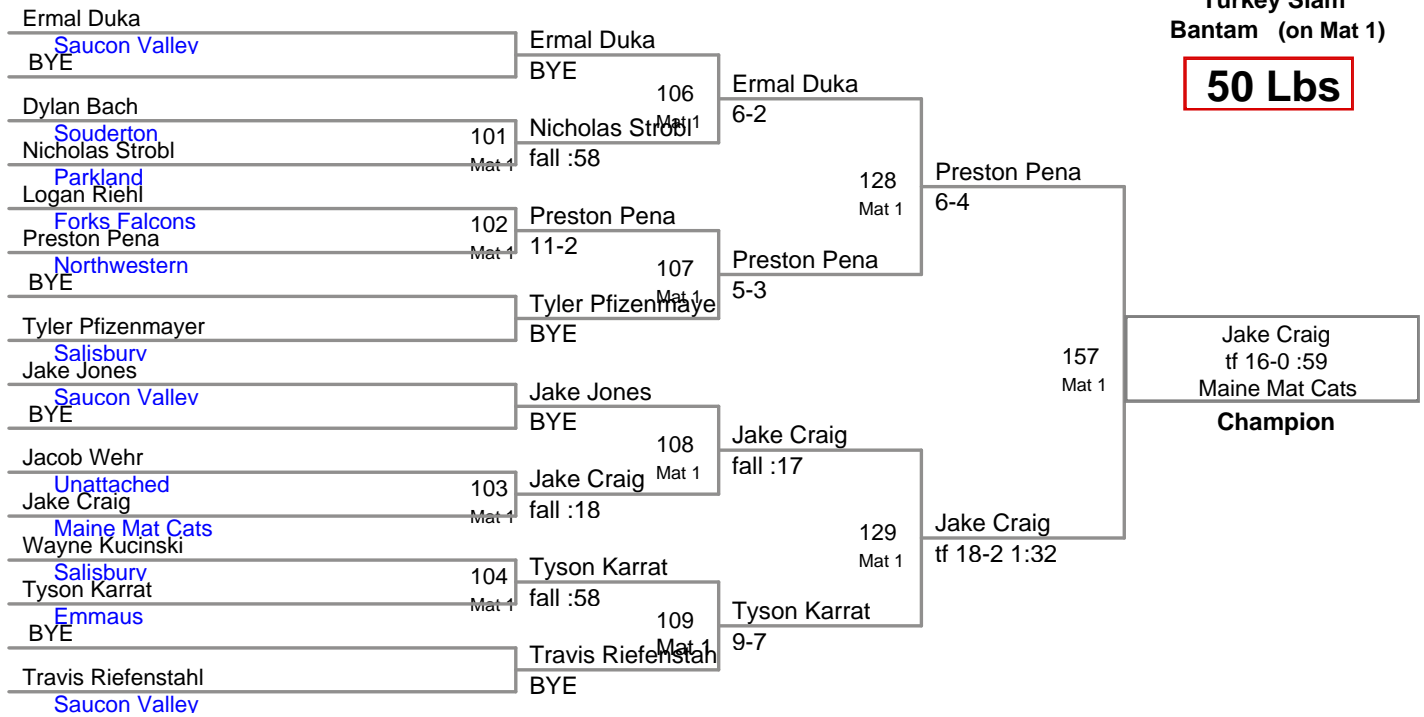 Turkey Slam
Bantam (on Mat 1)
50 Lbs
Ermal Duka
Saucon Valley
BYE
Dylan Bach
Souderton
Nicholas Strobl
Parkland
Logan Riehl
Forks Falcons
Preston Pena
Northwestern
BYE
Tyler Pfizenmayer
Salisbury
Jake Jones
Saucon Valley
BYE
Jacob Wehr
Unattached
Jake Craig
Maine Mat Cats
Wayne Kucinski
Salisbury
Tyson Karrat
Emmaus
BYE
Travis Riefenstahl
Saucon Valley
101
Mat 1
102
Mat 1
103
Mat 1
104
Mat 1
Ermal Duka
BYE
Nicholas Strobl
fall :58
Preston Pena
11-2
Tyler Pfizenmaye
BYE
Jake Jones
BYE
Jake Craig
fall :18
Tyson Karrat
fall :58
Travis Riefenstah
BYE
106
Mat 1
107
Mat 1
108
Mat 1
109
Mat 1
Ermal Duka
6-2
Preston Pena
5-3
Jake Craig
fall :17
Tyson Karrat
9-7
128
Mat 1
129
Mat 1
Preston Pena
6-4
Jake Craig
tf 18-2 1:32
157
Mat 1
Jake Craig
tf 16-0 :59
Maine Mat Cats
Champion